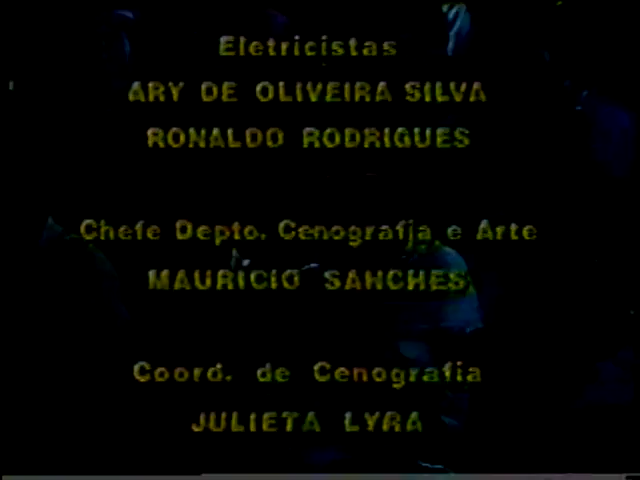 Eletricistas
ARY DE OLIVEIRA SILVA
RONALDO RODRIGUES
Chefe Depto. Cenografia e Arte
MAURICIO SANCHES
Coord. de Cenografia
JULIETA LYRA